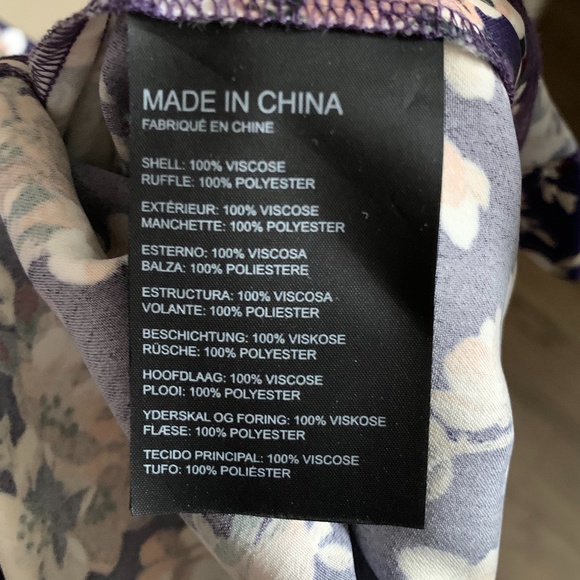 MADE IN CHINA
FABRIQUÉ EN CHINE
SHELL: 100% VISCOSE
RUFFLE: 100% POLYESTER
EXTÉRIEUR: 100% VISCOSE
MANCHETTE: 100% POLYESTER
ESTERNO: 100% VISCOSA
BALZA: 100% POLIESTERE
ESTRUCTURA: 100% VISCOSA
VOLANTE: 100% POLYESTER
BESCHICHTUNG: 100% VISKOSE
RÜSCHE: 100% POLYESTER
HOOFDLAAG: 100% VISCOSE
PLOOI: 100% POLYESTER
YDERSKAL OG FORING: 100% VISKOSE
FLÆSE: 100% POLYESTER
TECIDO PRINCIPAL: 100% VISCOSE
TUFO: 100% POLIÉSTER